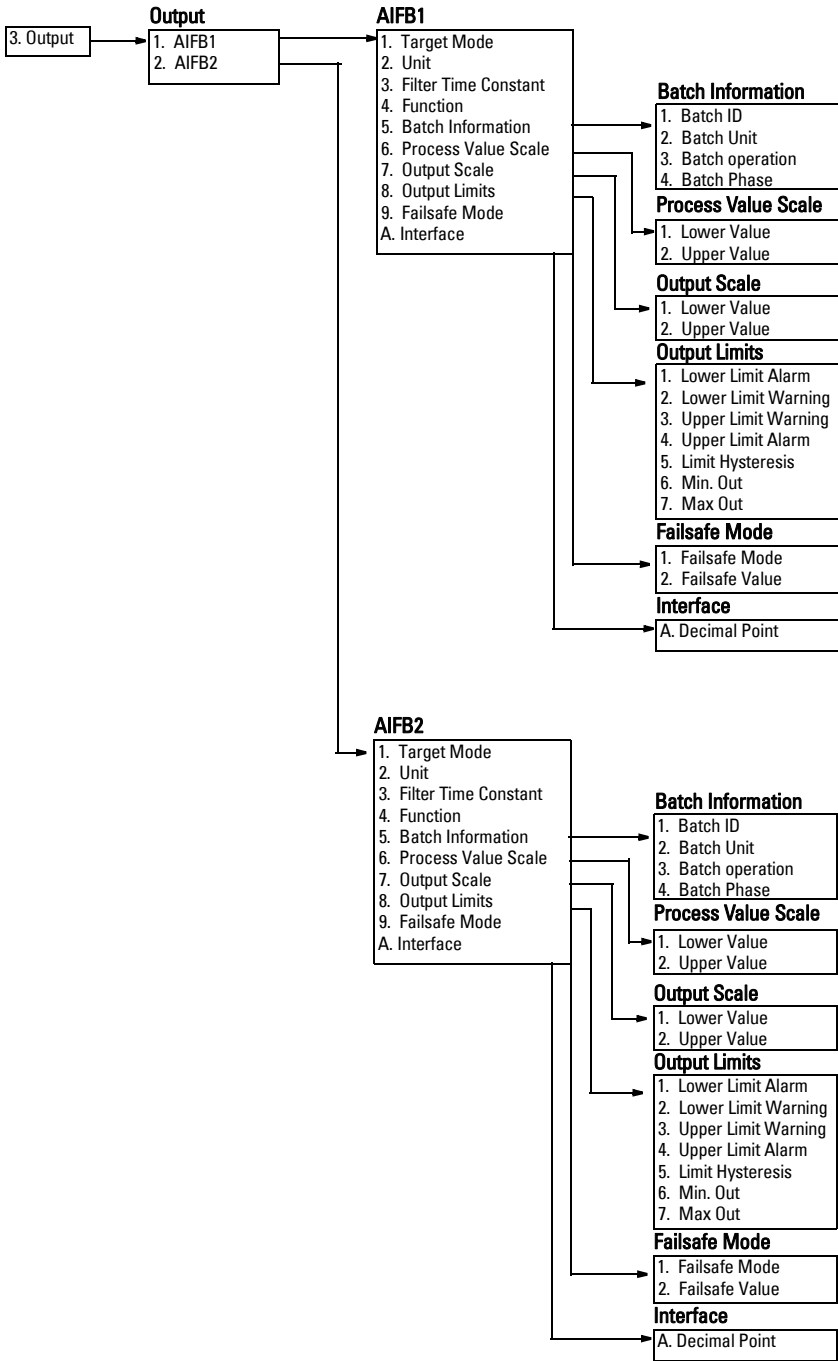 3. Output
Output
1. AIFB1
2. AIFB2
AIFB1
1. Target Mode
2. Unit
3. Filter Time Constant
4. Function
5. Batch Information
6. Process Value Scale
7. Output Scale
8. Output Limits
9. Failsafe Mode
A. Interface
Batch Information
1. Batch ID
2. Batch Unit
3. Batch operation
4. Batch Phase
Process Value Scale
1. Lower Value
2. Upper Value
Output Scale
1. Lower Value
2. Upper Value
Output Limits
1. Lower Limit Alarm
2. Lower Limit Warning
3. Upper Limit Warning
4. Upper Limit Alarm
5. Limit Hysteresis
6. Min. Out
7. Max Out
Failsafe Mode
1. Failsafe Mode
2. Failsafe Value
Interface
A. Decimal Point
AIFB2
1. Target Mode
2. Unit
3. Filter Time Constant
4. Function
5. Batch Information
6. Process Value Scale
7. Output Scale
8. Output Limits
9. Failsafe Mode
A. Interface
Batch Information
1. Batch ID
2. Batch Unit
3. Batch operation
4. Batch Phase
Process Value Scale
1. Lower Value
2. Upper Value
Output Scale
1. Lower Value
2. Upper Value
Output Limits
1. Lower Limit Alarm
2. Lower Limit Warning
3. Upper Limit Warning
4. Upper Limit Alarm
5. Limit Hysteresis
6. Min. Out
7. Max Out
Failsafe Mode
1. Failsafe Mode
2. Failsafe Value
Interface
A. Decimal Point